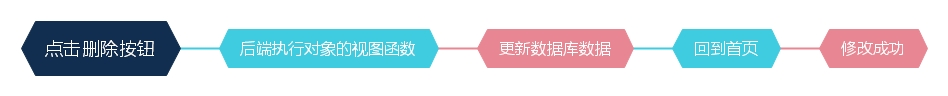 点击删除按钮
后端执行对象的视图函数
更新数据库数据
回到首页
修改成功